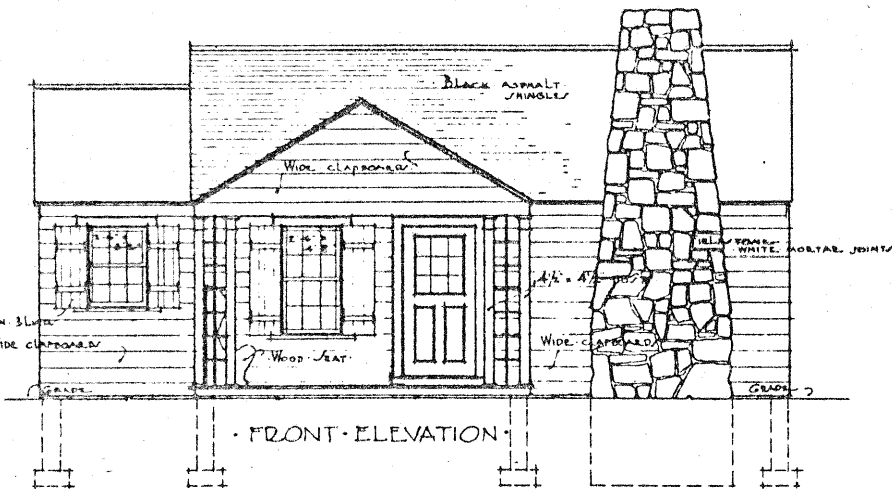 BLACK ASPHALT
SHINGLES
WIDE CLAPBOARDS
WHITE MORTAR JOINTS
WIDE CLAPBOARDS
WOOD SEAT
WIDE CLAPBOARDS
GRADE
GRADE
· FRONT · ELEVATION ·